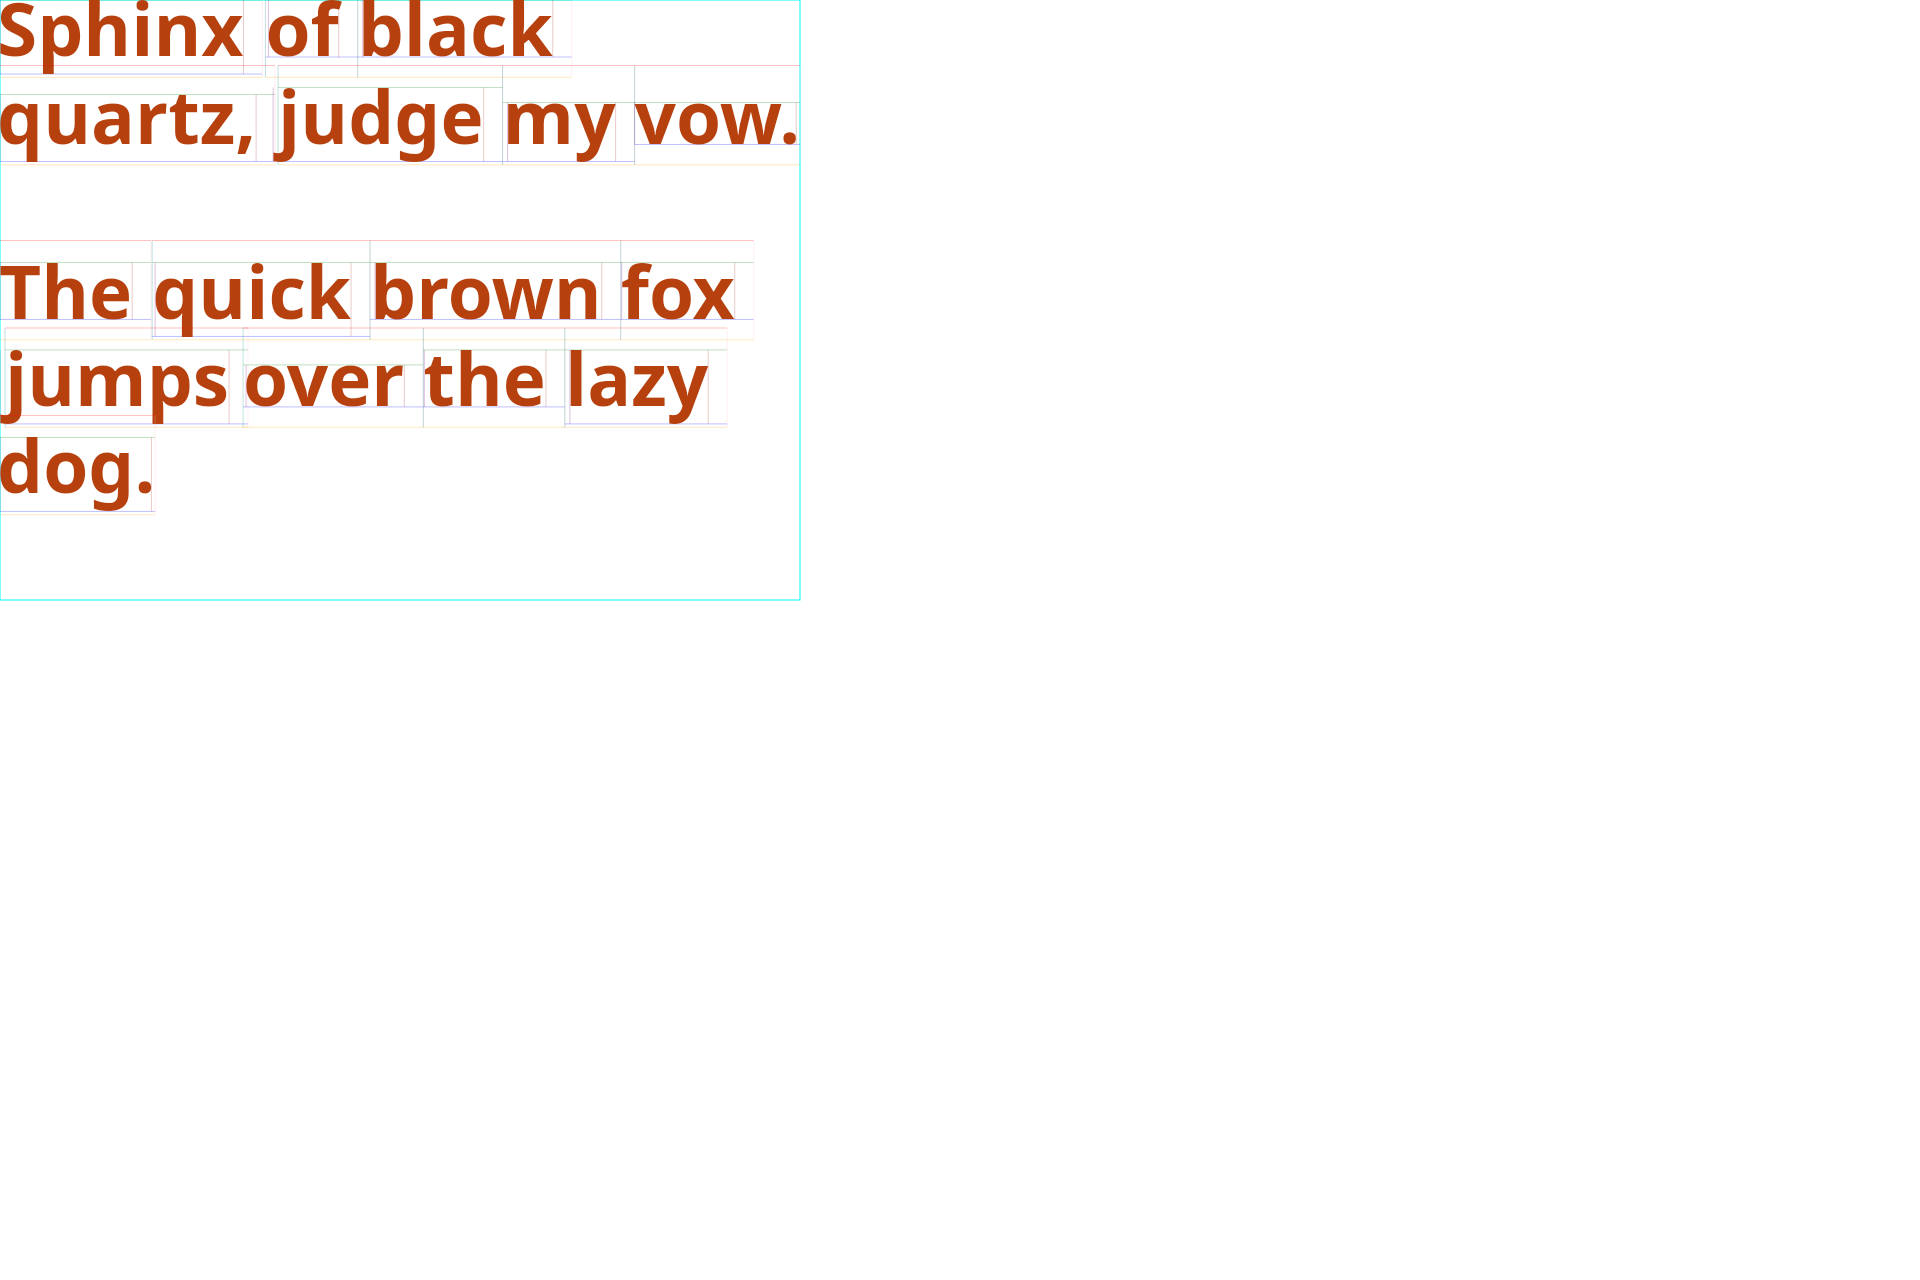 Sphinx of black
quartz, judge my vow.
The quick brown fox
jumps over the lazy
dog.